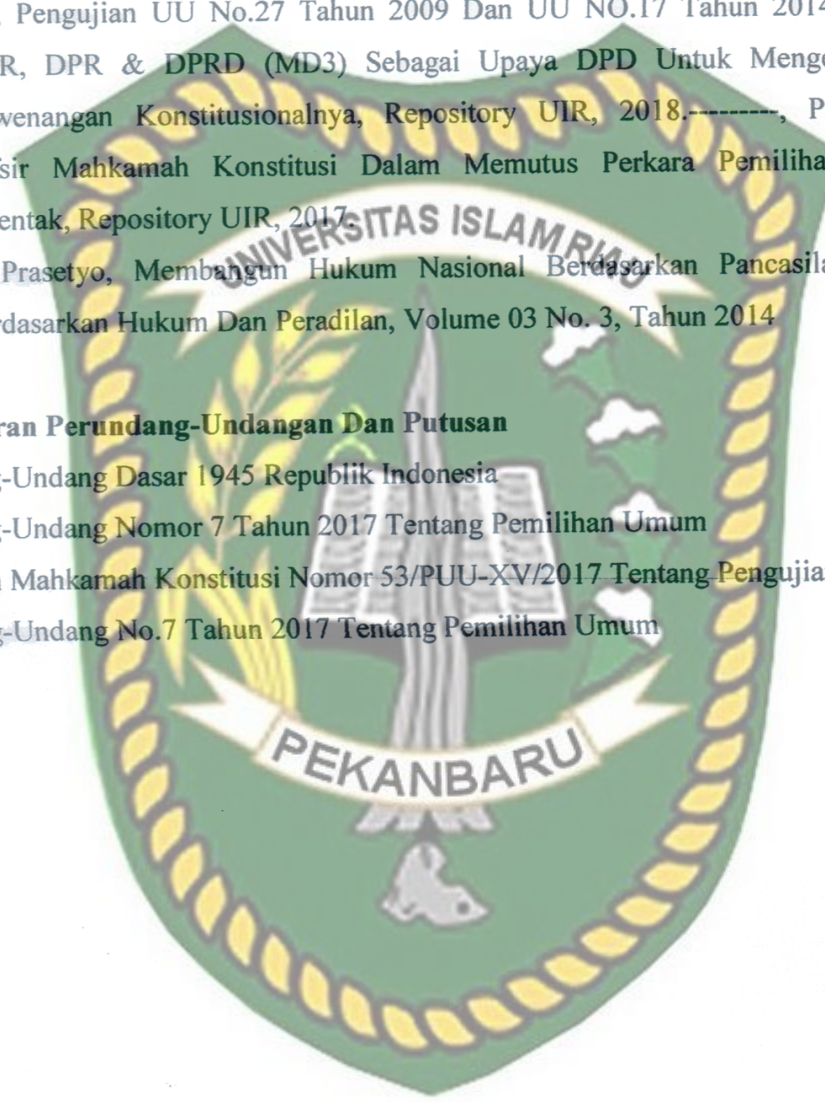 Pengujian UU No.27 Tahun 2009 Dan UU NO.17 Tahun 2014
R, DPR & DPRD (MD3) Sebagai Upaya DPD Untuk Menge
wenangan Konstitusionalnya, Repository UIR, 2018.---------, P
sir Mahkamah Konstitusi Dalam Memutus Perkara Pemiliha
entak, Repository UIR, 2017.
UNIVERSITAS ISLAM RIAU
Prasetyo, Membangun Hukum Nasional Berdasarkan Pancasila
rdasarkan Hukum Dan Peradilan, Volume 03 No. 3, Tahun 2014
ran Perundang-Undangan Dan Putusan
g-Undang Dasar 1945 Republik Indonesia
g-Undang Nomor 7 Tahun 2017 Tentang Pemilihan Umum
n Mahkamah Konstitusi Nomor 53/PUU-XV/2017 Tentang Pengujia
g-Undang No.7 Tahun 2017 Tentang Pemilihan Umum
PEKANBARU